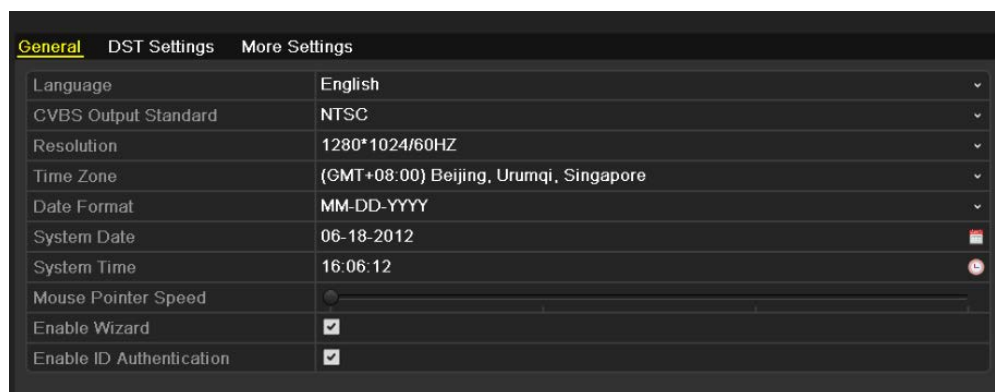 General DST Settings More Settings
Language English
CVBS Output Standard NTSC
Resolution 1280*1024/60HZ
Time Zone (GMT+08:00) Beijing, Urumqi, Singapore
Date Format MM-DD-YYYY
System Date 06-18-2012
System Time 16:06:12
Mouse Pointer Speed
Enable Wizard
Enable ID Authentication